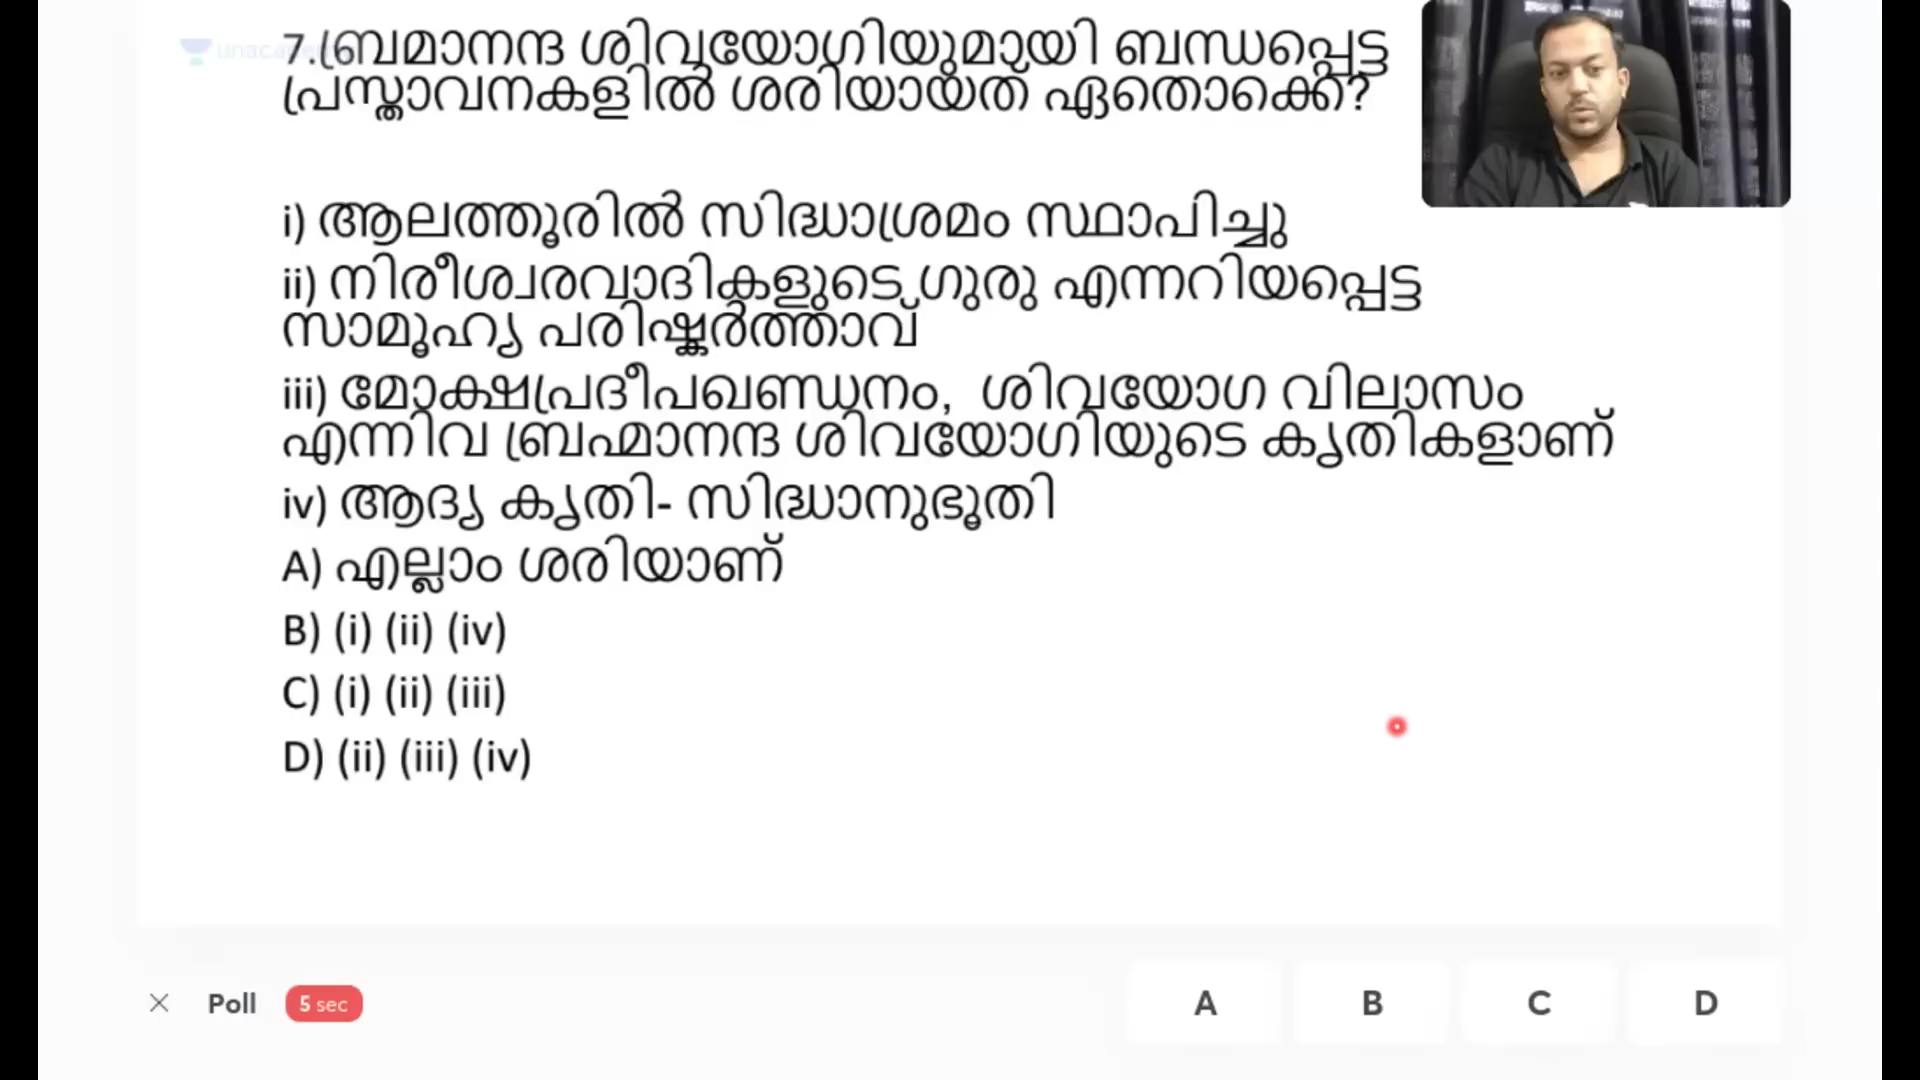 unacademy
7.ബ്രമാനന്ദ ശിവയോഗിയുമായി ബന്ധപ്പെട്ട
പ്രസ്താവനകളിൽ ശരിയായത് ഏതൊക്കെ?
i) ആലത്തൂരിൽ സിദ്ധാശ്രമം സ്ഥാപിച്ചു
ii) നിരീശ്വരവാദികളുടെ ഗുരു എന്നറിയപ്പെട്ട
സാമൂഹ്യ പരിഷ്കർത്താവ്
iii) മോക്ഷപ്രദീപഖണ്ഡനം, ശിവയോഗ വിലാസം
എന്നിവ ബ്രഹ്മാനന്ദ ശിവയോഗിയുടെ കൃതികളാണ്
iv) ആദ്യ കൃതി- സിദ്ധാനുഭൂതി
A) എല്ലാം ശരിയാണ്
B) (i) (ii) (iv)
C) (i) (ii) (iii)
D) (ii) (iii) (iv)
Poll 5 sec A B C D